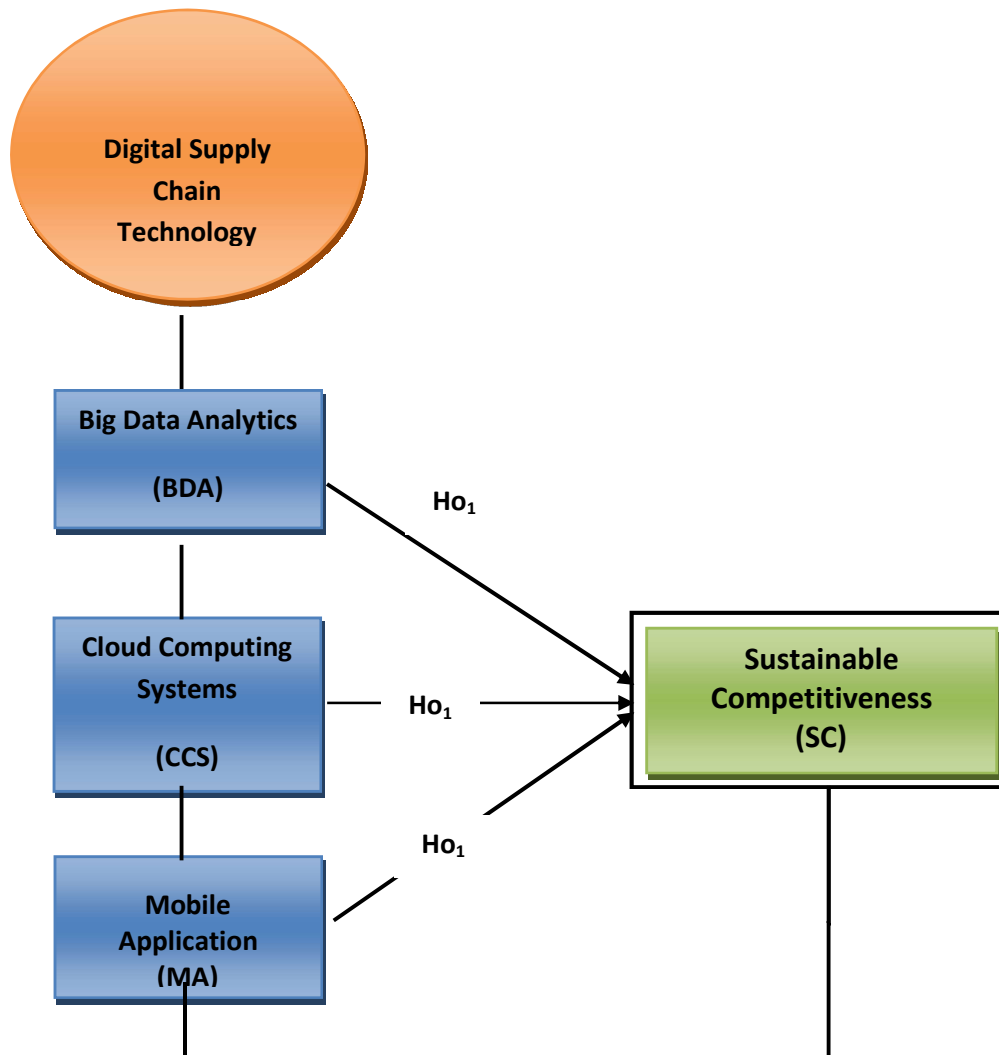 Digital Supply
Chain
Technology
Big Data Analytics
(BDA)
Ho₁
Cloud Computing
Systems
(CCS)
Ho₁
Sustainable
Competitiveness
(SC)
Ho₁
Mobile
Application
(MA)